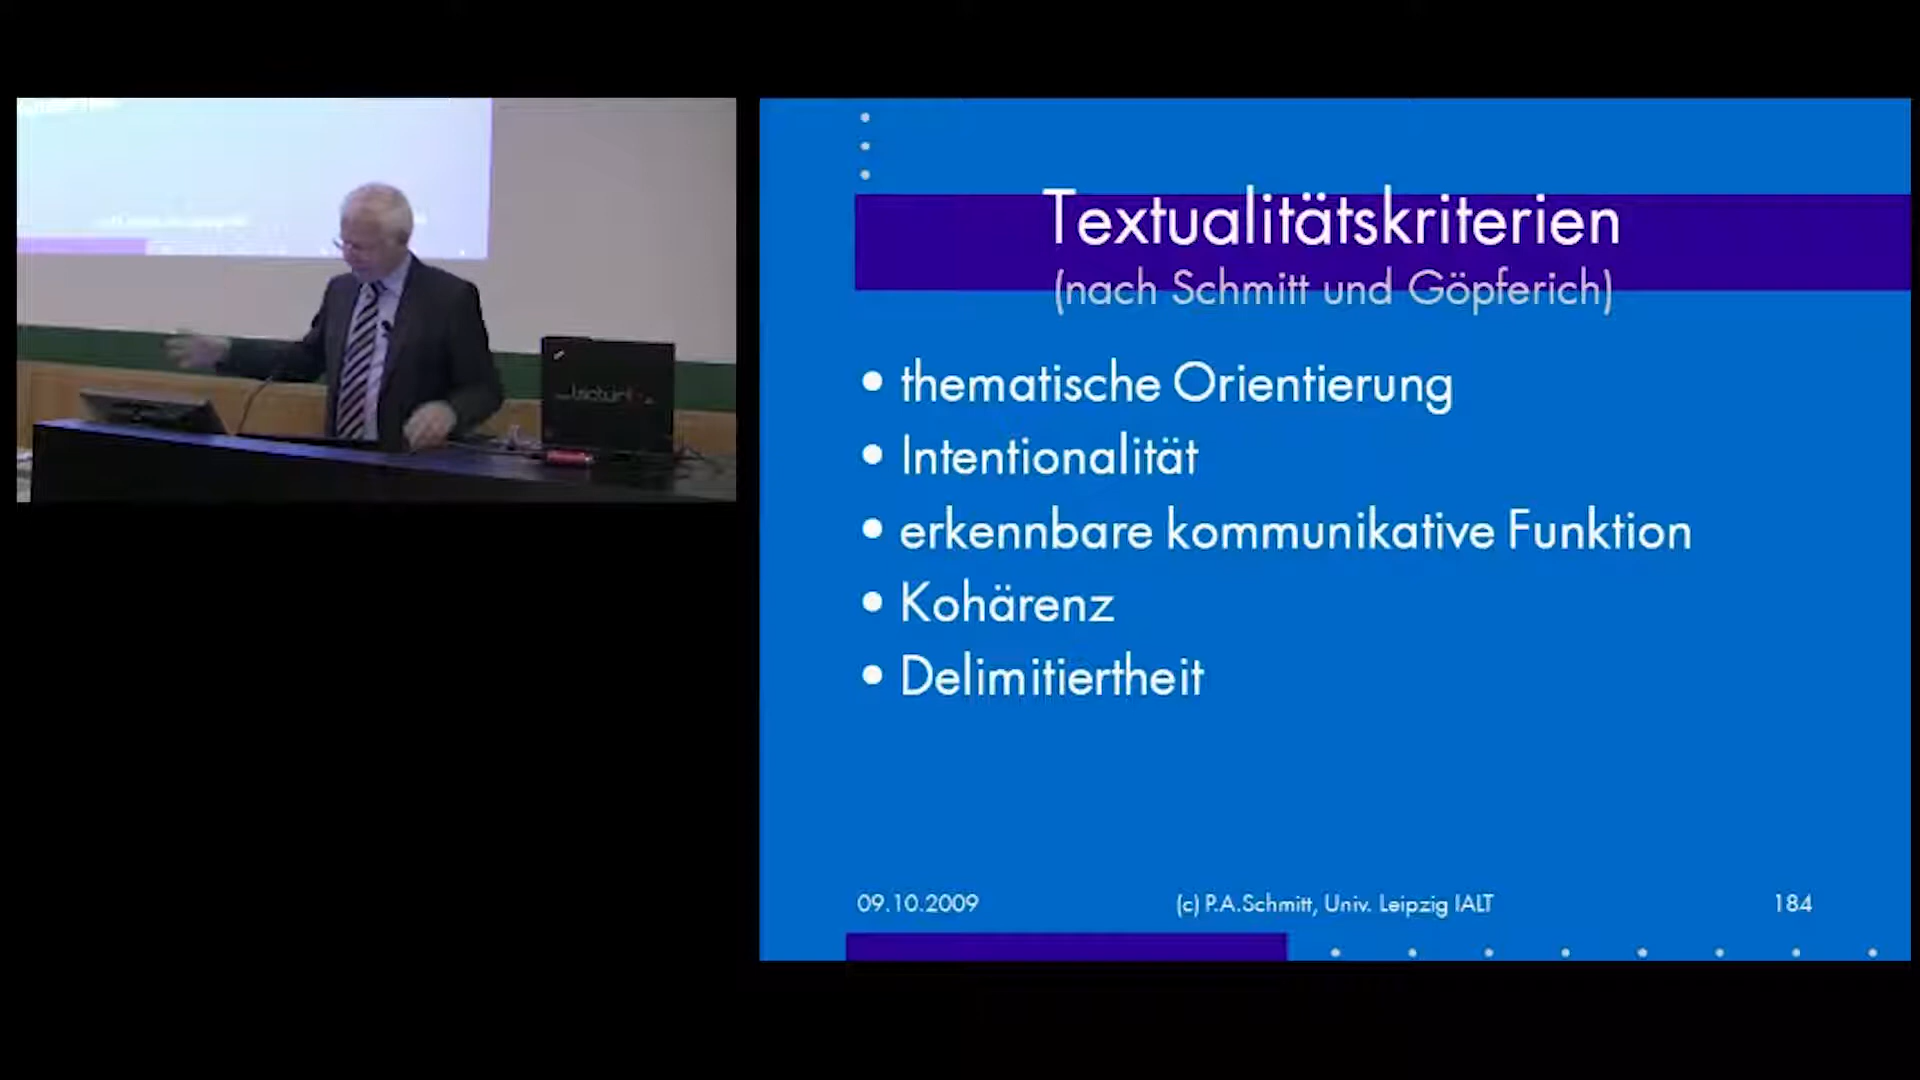 Textualitätskriterien
(nach Schmitt und Göpferich)
• thematische Orientierung
• Intentionalität
• erkennbare kommunikative Funktion
• Kohärenz
• Delimitiertheit
09.10.2009 (c) P.A.Schmitt, Univ. Leipzig IALT 184